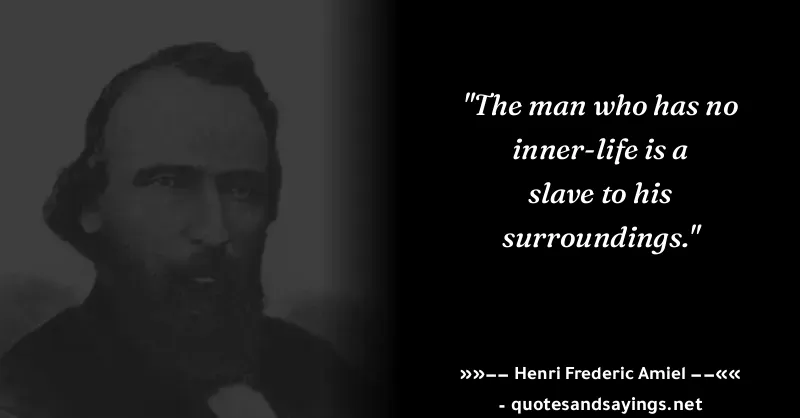 "The man who has no
inner-life is a
slave to his
surroundings."
»»−− Henri Frederic Amiel −−««
- quotesandsayings.net